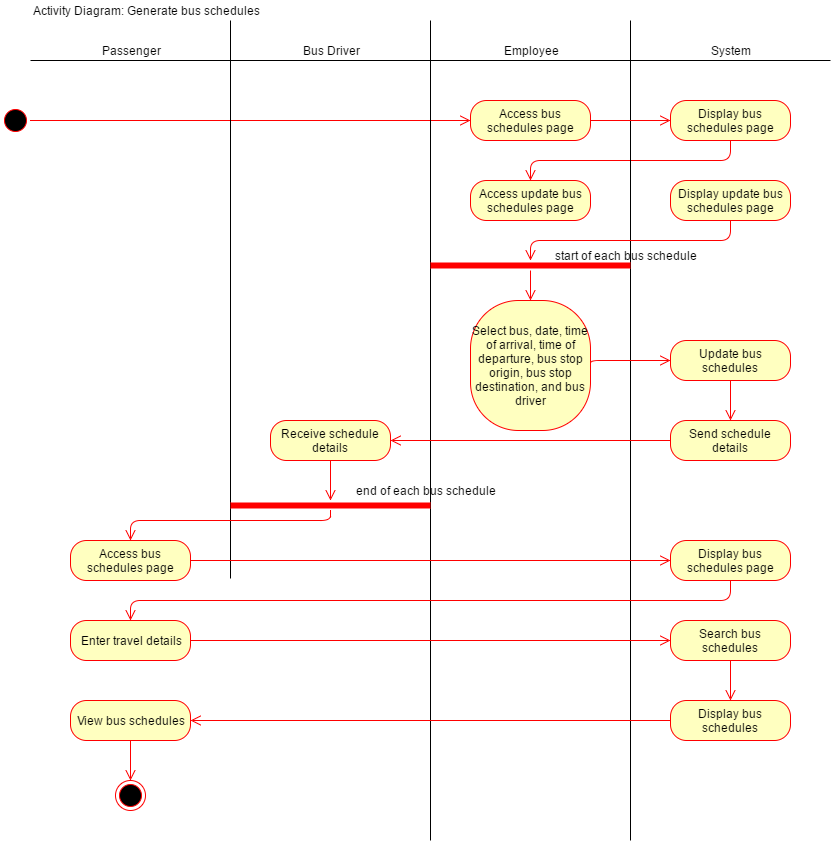 Activity Diagram: Generate bus schedules
Passenger
Bus Driver
Employee
System
Access bus
schedules page
Display bus
schedules page
Access update bus
schedules page
Display update bus
schedules page
start of each bus schedule
Select bus, date, time
of arrival, time of
departure, bus stop
origin, bus stop
destination, and bus
driver
Update bus
schedules
Receive schedule
details
Send schedule
details
end of each bus schedule
Access bus
schedules page
Display bus
schedules page
Enter travel details
Search bus
schedules
View bus schedules
Display bus
schedules